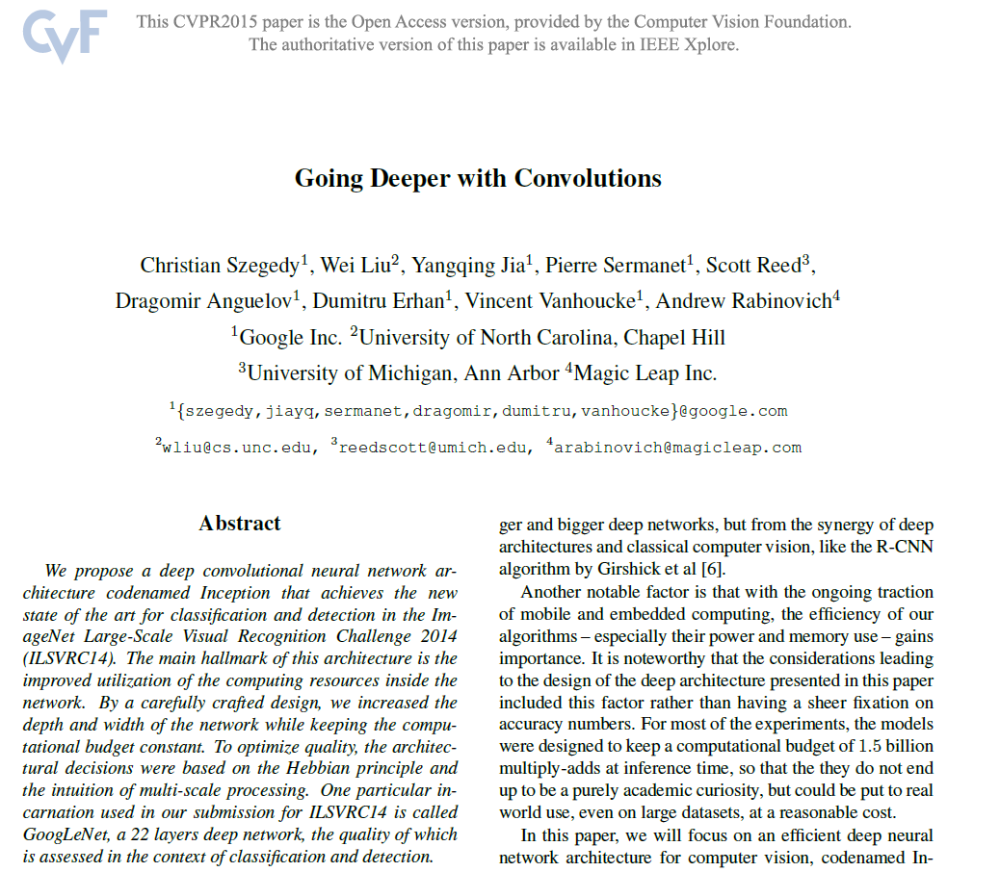 CVF
This CVPR2015 paper is the Open Access version, provided by the Computer Vision Foundation.
The authoritative version of this paper is available in IEEE Xplore.
Going Deeper with Convolutions
Christian Szegedy¹, Wei Liu², Yangqing Jia¹, Pierre Sermanet¹, Scott Reed³,
Dragomir Anguelov¹, Dumitru Erhan¹, Vincent Vanhoucke¹, Andrew Rabinovich⁴
¹Google Inc. ²University of North Carolina, Chapel Hill
³University of Michigan, Ann Arbor ⁴Magic Leap Inc.
¹{szegedy,jiayq,sermanet,dragomir,dumitru,vanhoucke}@google.com
²wliu@cs.unc.edu, ³reedscott@umich.edu, ⁴arabinovich@magicleap.com
Abstract
We propose a deep convolutional neural network ar-
chitecture codenamed Inception that achieves the new
state of the art for classification and detection in the Im-
ageNet Large-Scale Visual Recognition Challenge 2014
(ILSVRC14). The main hallmark of this architecture is the
improved utilization of the computing resources inside the
network. By a carefully crafted design, we increased the
depth and width of the network while keeping the compu-
tational budget constant. To optimize quality, the architec-
tural decisions were based on the Hebbian principle and
the intuition of multi-scale processing. One particular in-
carnation used in our submission for ILSVRC14 is called
GoogLeNet, a 22 layers deep network, the quality of which
is assessed in the context of classification and detection.
ger and bigger deep networks, but from the synergy of deep
architectures and classical computer vision, like the R-CNN
algorithm by Girshick et al [6].
Another notable factor is that with the ongoing traction
of mobile and embedded computing, the efficiency of our
algorithms – especially their power and memory use – gains
importance. It is noteworthy that the considerations leading
to the design of the deep architecture presented in this paper
included this factor rather than having a sheer fixation on
accuracy numbers. For most of the experiments, the models
were designed to keep a computational budget of 1.5 billion
multiply-adds at inference time, so that the they do not end
up to be a purely academic curiosity, but could be put to real
world use, even on large datasets, at a reasonable cost.
In this paper, we will focus on an efficient deep neural
network architecture for computer vision, codenamed In-